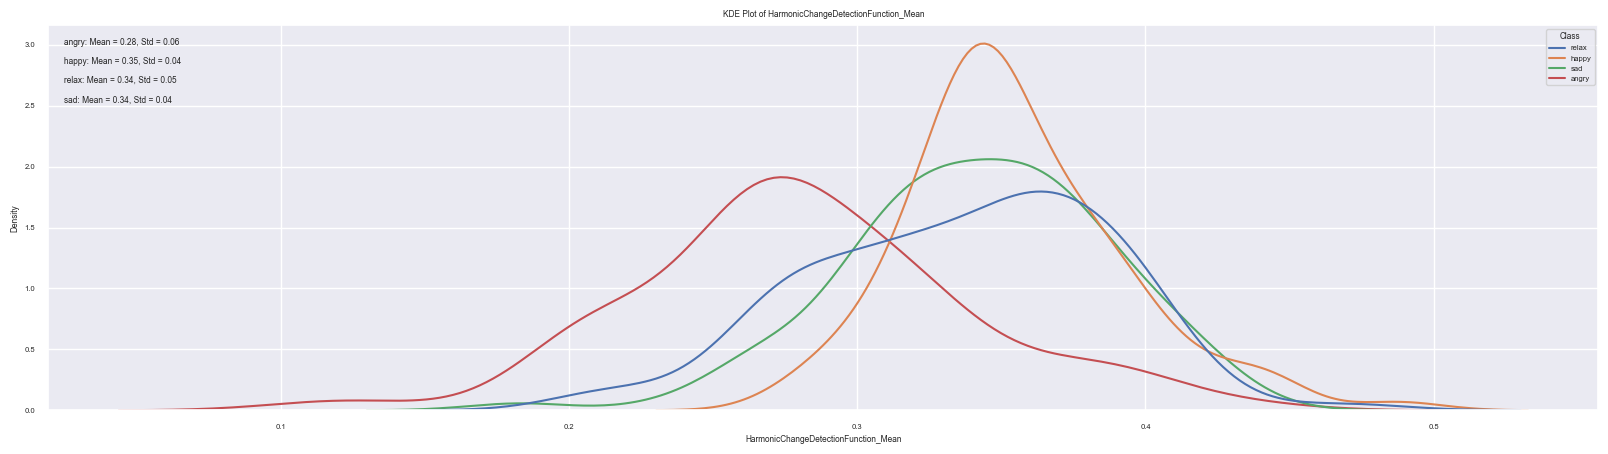 KDE Plot of HarmonicChangeDetectionFunction_Mean
angry: Mean = 0.28, Std = 0.06
happy: Mean = 0.35, Std = 0.04
relax: Mean = 0.34, Std = 0.05
sad: Mean = 0.34, Std = 0.04
Class
relax
happy
sad
angry
Density
3.0
2.5
2.0
1.5
1.0
0.5
0.0
0.1 0.2 0.3 0.4 0.5
HarmonicChangeDetectionFunction_Mean